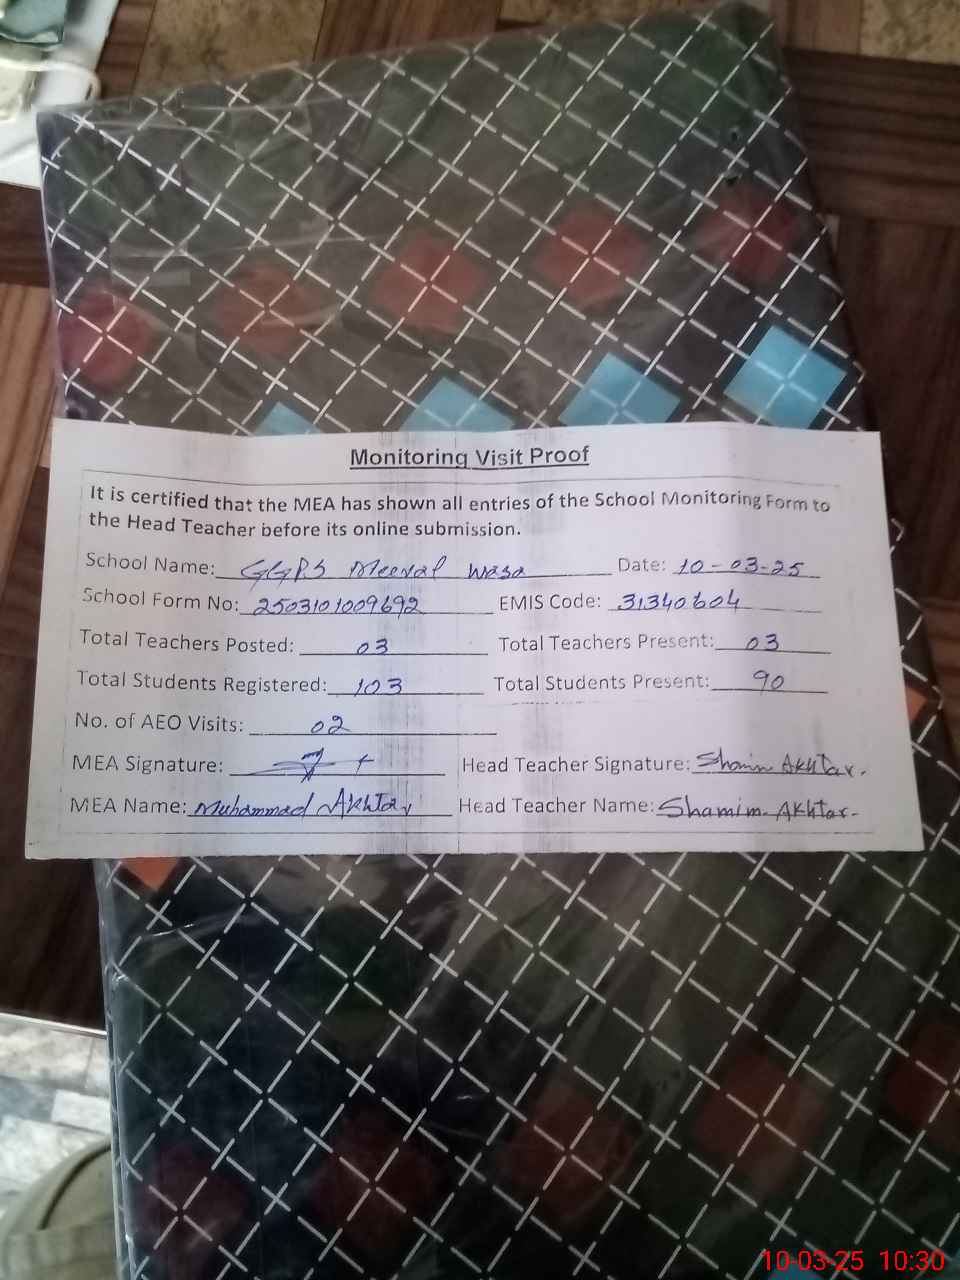 Monitoring Visit Proof
It is certified that the MEA has shown all entries of the School Monitoring Form to
the Head Teacher before its online submission.
School Name: GGPS Meeral Wasa Date: 10-03-25
School Form No: 2503101009692 EMIS Code: 31340604
Total Teachers Posted: 03 Total Teachers Present: 03
Total Students Registered: 103 Total Students Present: 90
No. of AEO Visits: 02
MEA Signature: Head Teacher Signature: Shamim Akhtar.
MEA Name: Muhammad Akhtar Head Teacher Name: Shamim Akhtar.
10-03-25 10:30